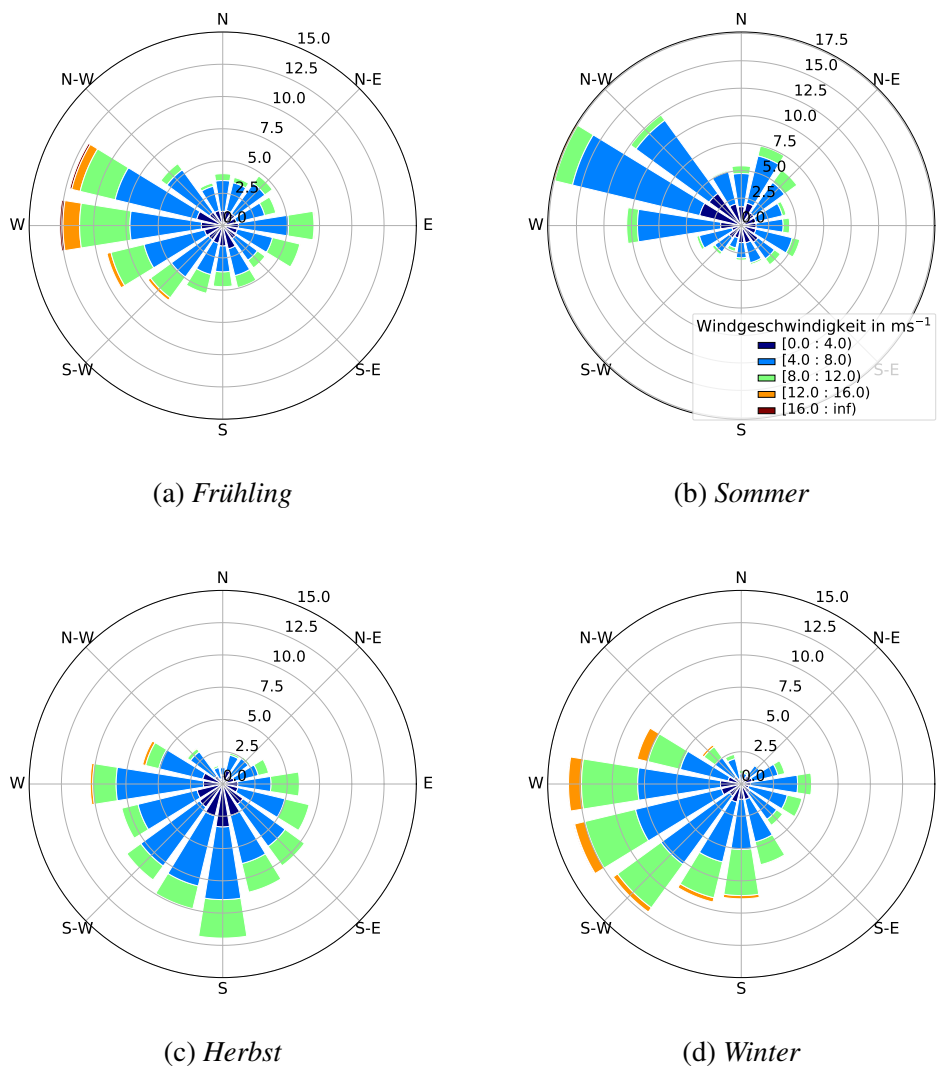 N
15.0
12.5
10.0
7.5
5.0
2.5
0.0
N-W
N-E
W
E
S-W
S-E
S
(a) Frühling
N
17.5
15.0
12.5
10.0
7.5
5.0
2.5
0.0
N-W
N-E
W
S-W
S-E
S
Windgeschwindigkeit in ms⁻¹
[0.0 : 4.0)
[4.0 : 8.0)
[8.0 : 12.0)
[12.0 : 16.0)
[16.0 : inf)
(b) Sommer
N
15.0
12.5
10.0
7.5
5.0
2.5
0.0
N-W
N-E
W
E
S-W
S-E
S
(c) Herbst
N
15.0
12.5
10.0
7.5
5.0
2.5
0.0
N-W
N-E
W
S-W
S-E
S
(d) Winter